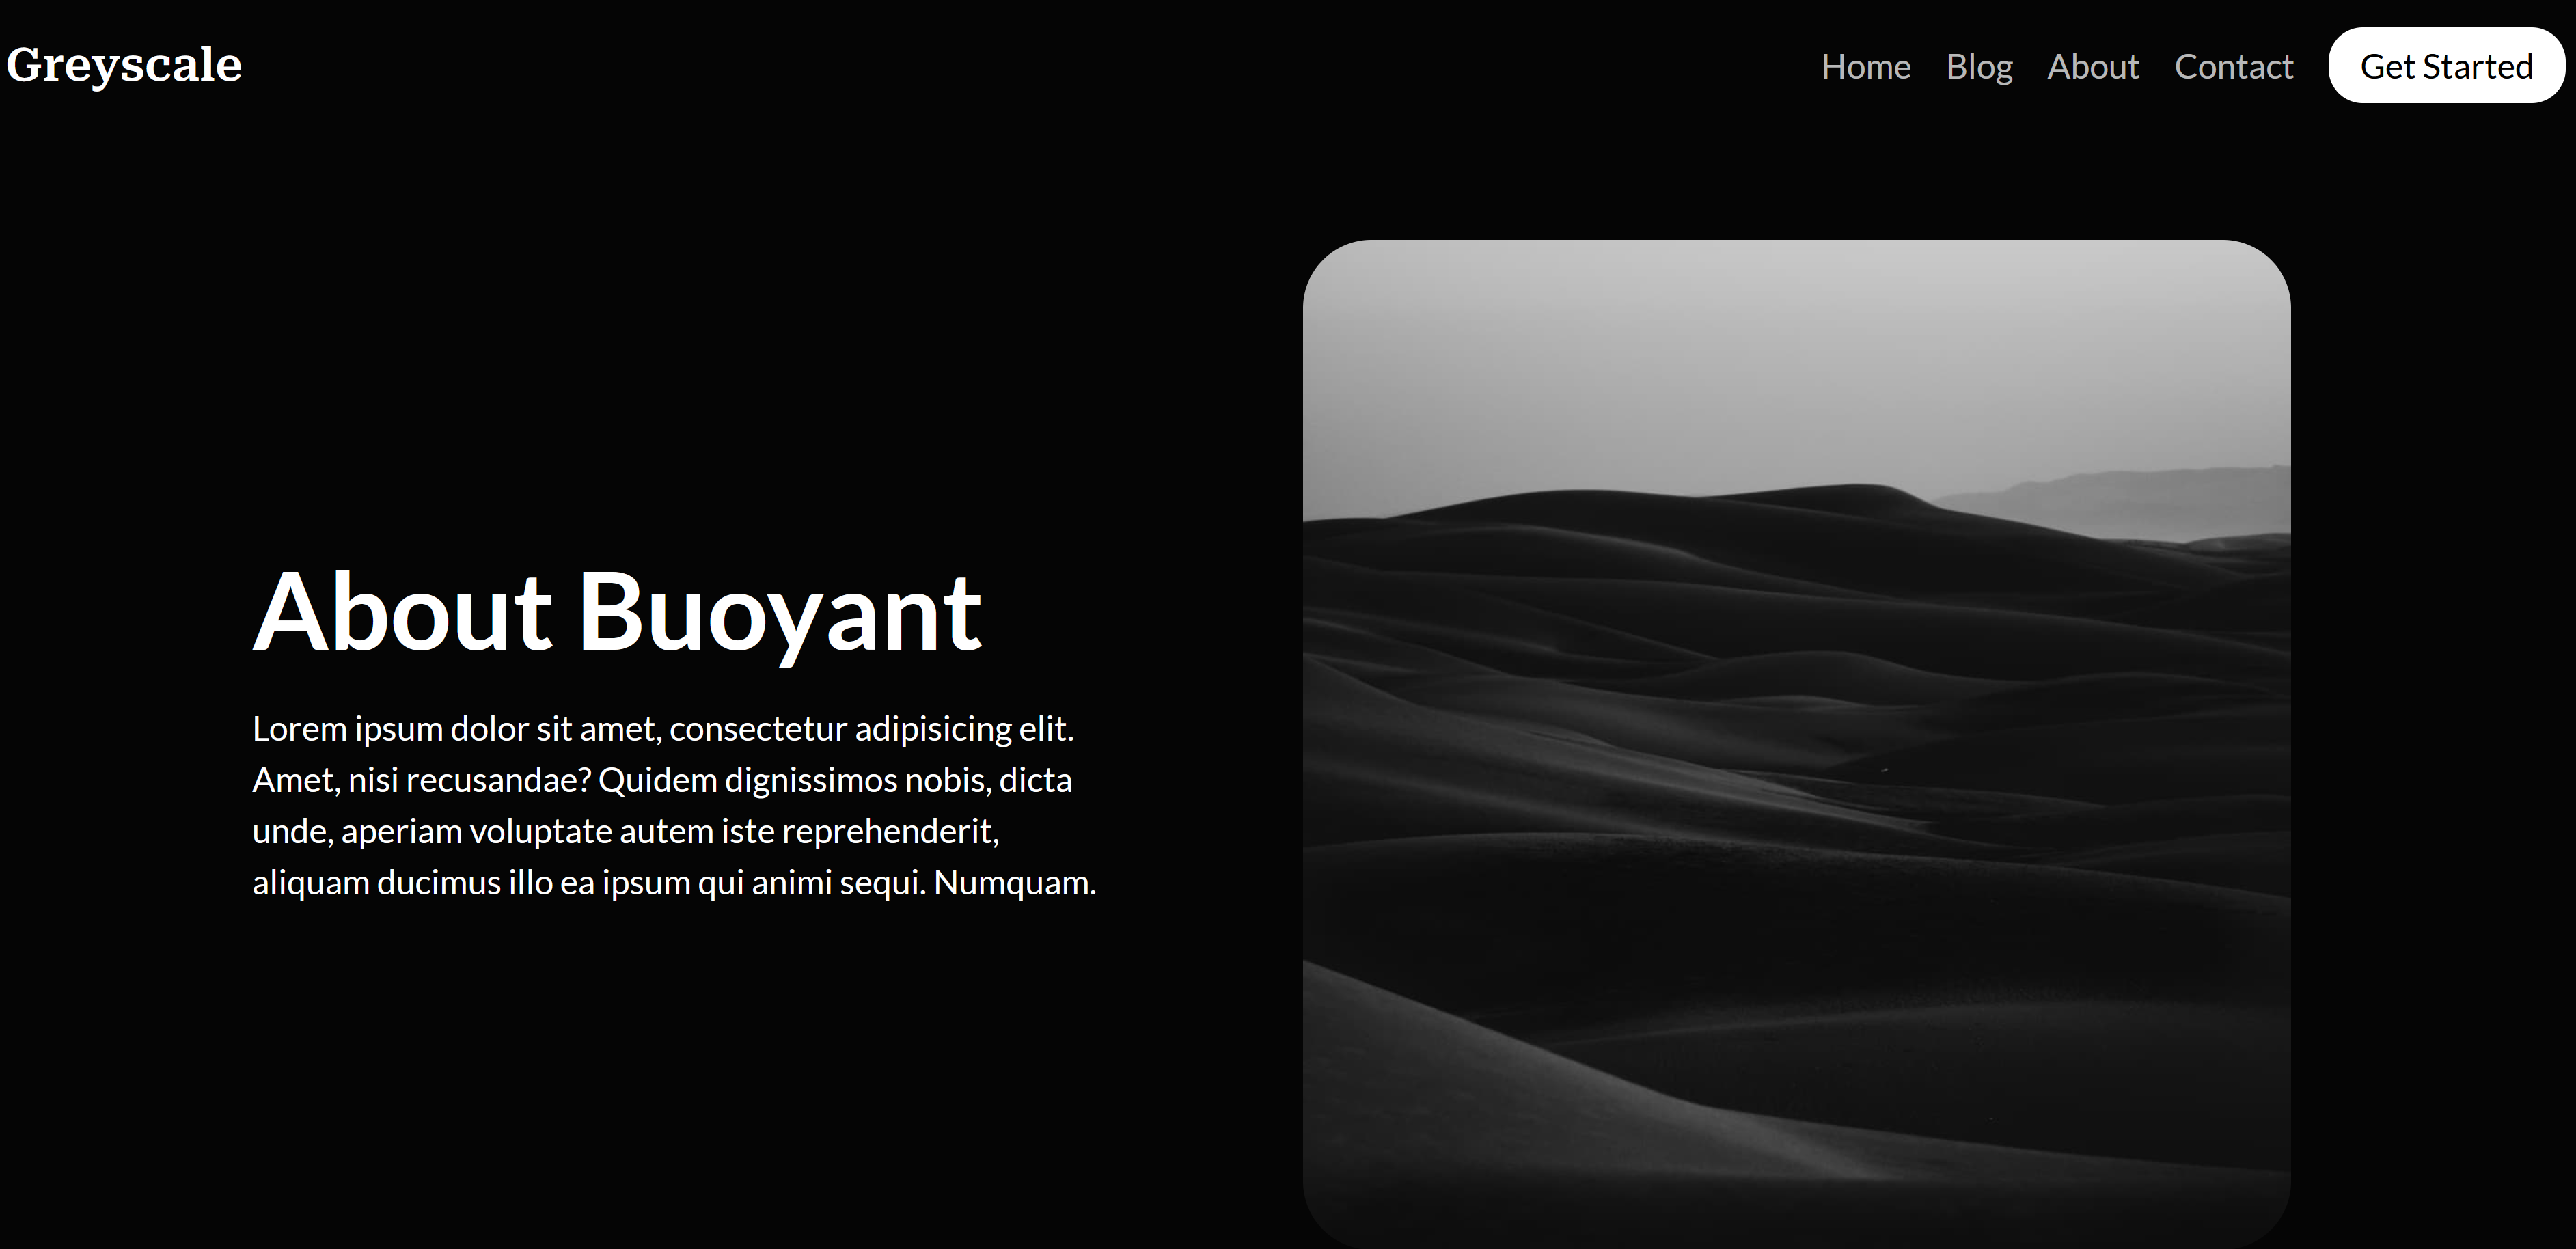 Greyscale
Home Blog About Contact Get Started
About Buoyant
Lorem ipsum dolor sit amet, consectetur adipisicing elit.
Amet, nisi recusandae? Quidem dignissimos nobis, dicta
unde, aperiam voluptate autem iste reprehenderit,
aliquam ducimus illo ea ipsum qui animi sequi. Numquam.